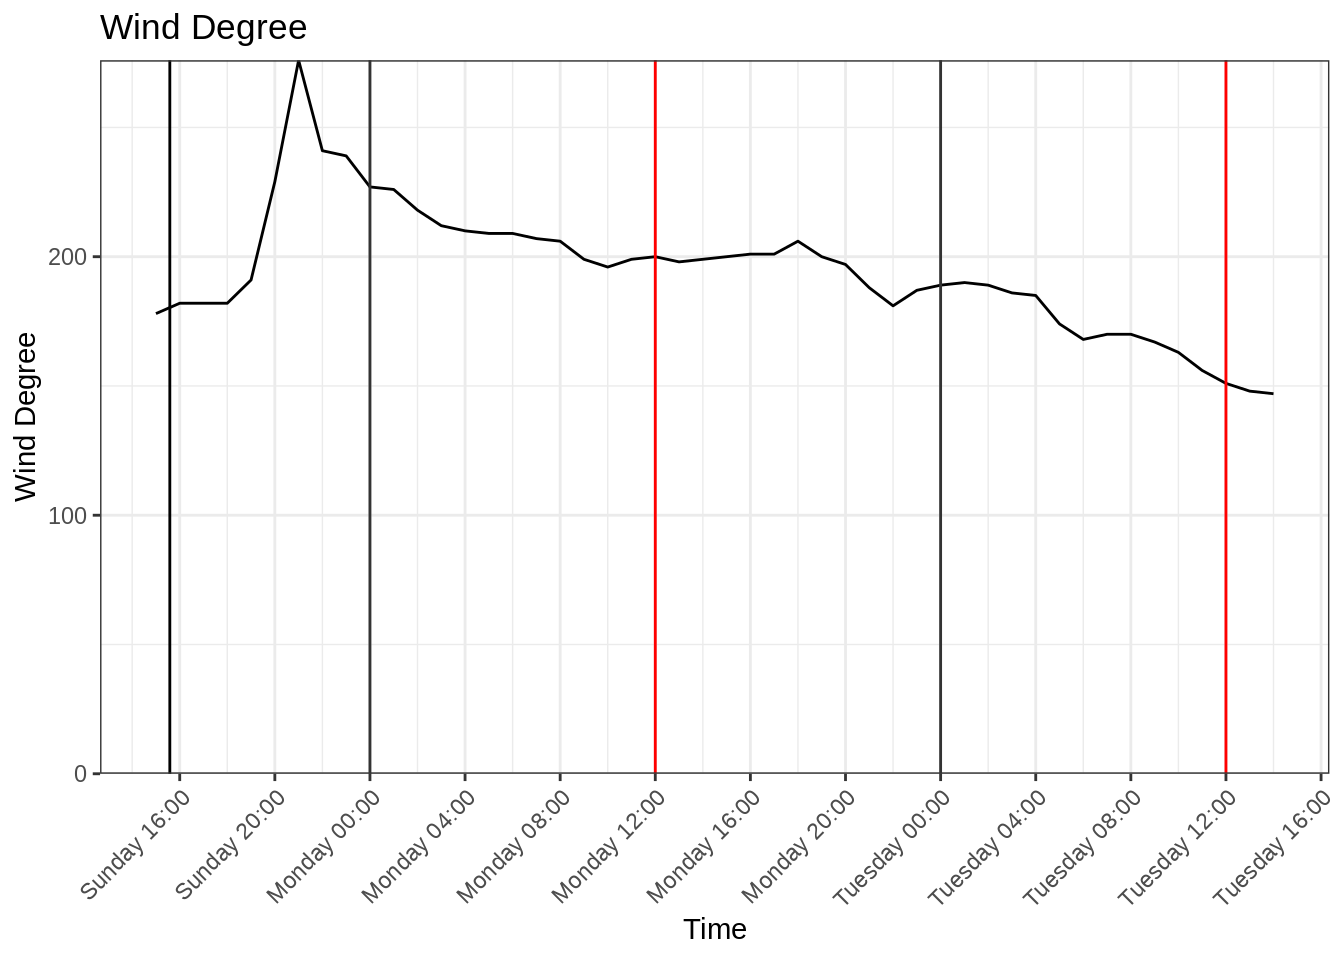 Wind Degree
Wind Degree
200
100
0
Sunday 16:00
Sunday 20:00
Monday 00:00
Monday 04:00
Monday 08:00
Monday 12:00
Monday 16:00
Monday 20:00
Tuesday 00:00
Tuesday 04:00
Tuesday 08:00
Tuesday 12:00
Tuesday 16:00
Time